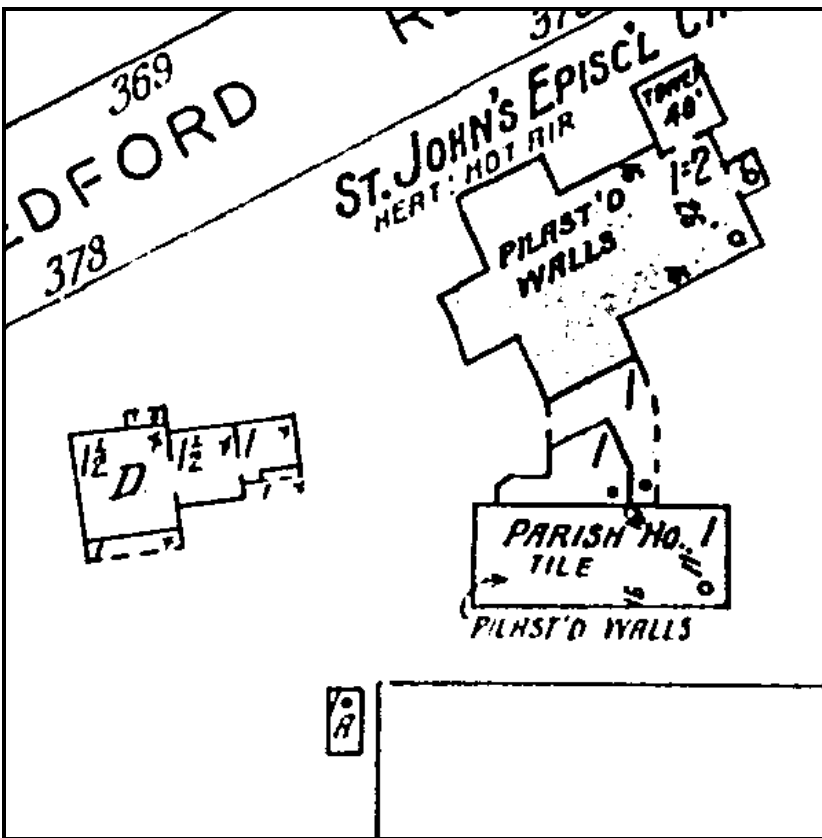 369
DFORD
378
ST. JOHN'S EPISC'L
HEAT: HOT AIR
TOWER
40'
1=2
PILAST'D
WALLS
1½
D
1½
1
1
1
PARISH HO. 1
TILE
PILAST'D WALLS
1
A